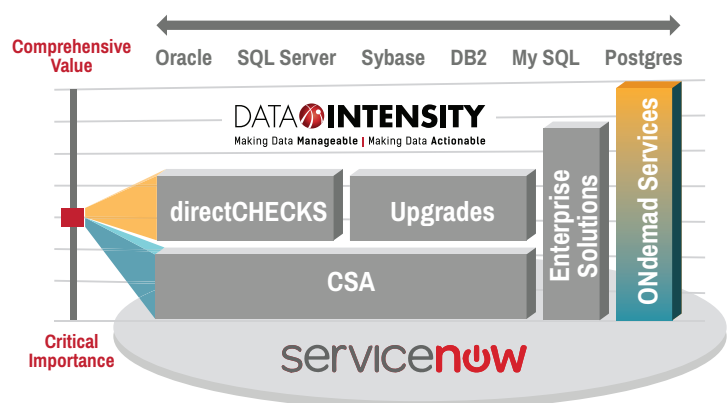 Comprehensive
Value
Oracle SQL Server Sybase DB2 My SQL Postgres
DATA INTENSITY
Making Data Manageable | Making Data Actionable
directCHECKS
Upgrades
CSA
Enterprise
Solutions
ONdemad Services
Critical
Importance
servicenow